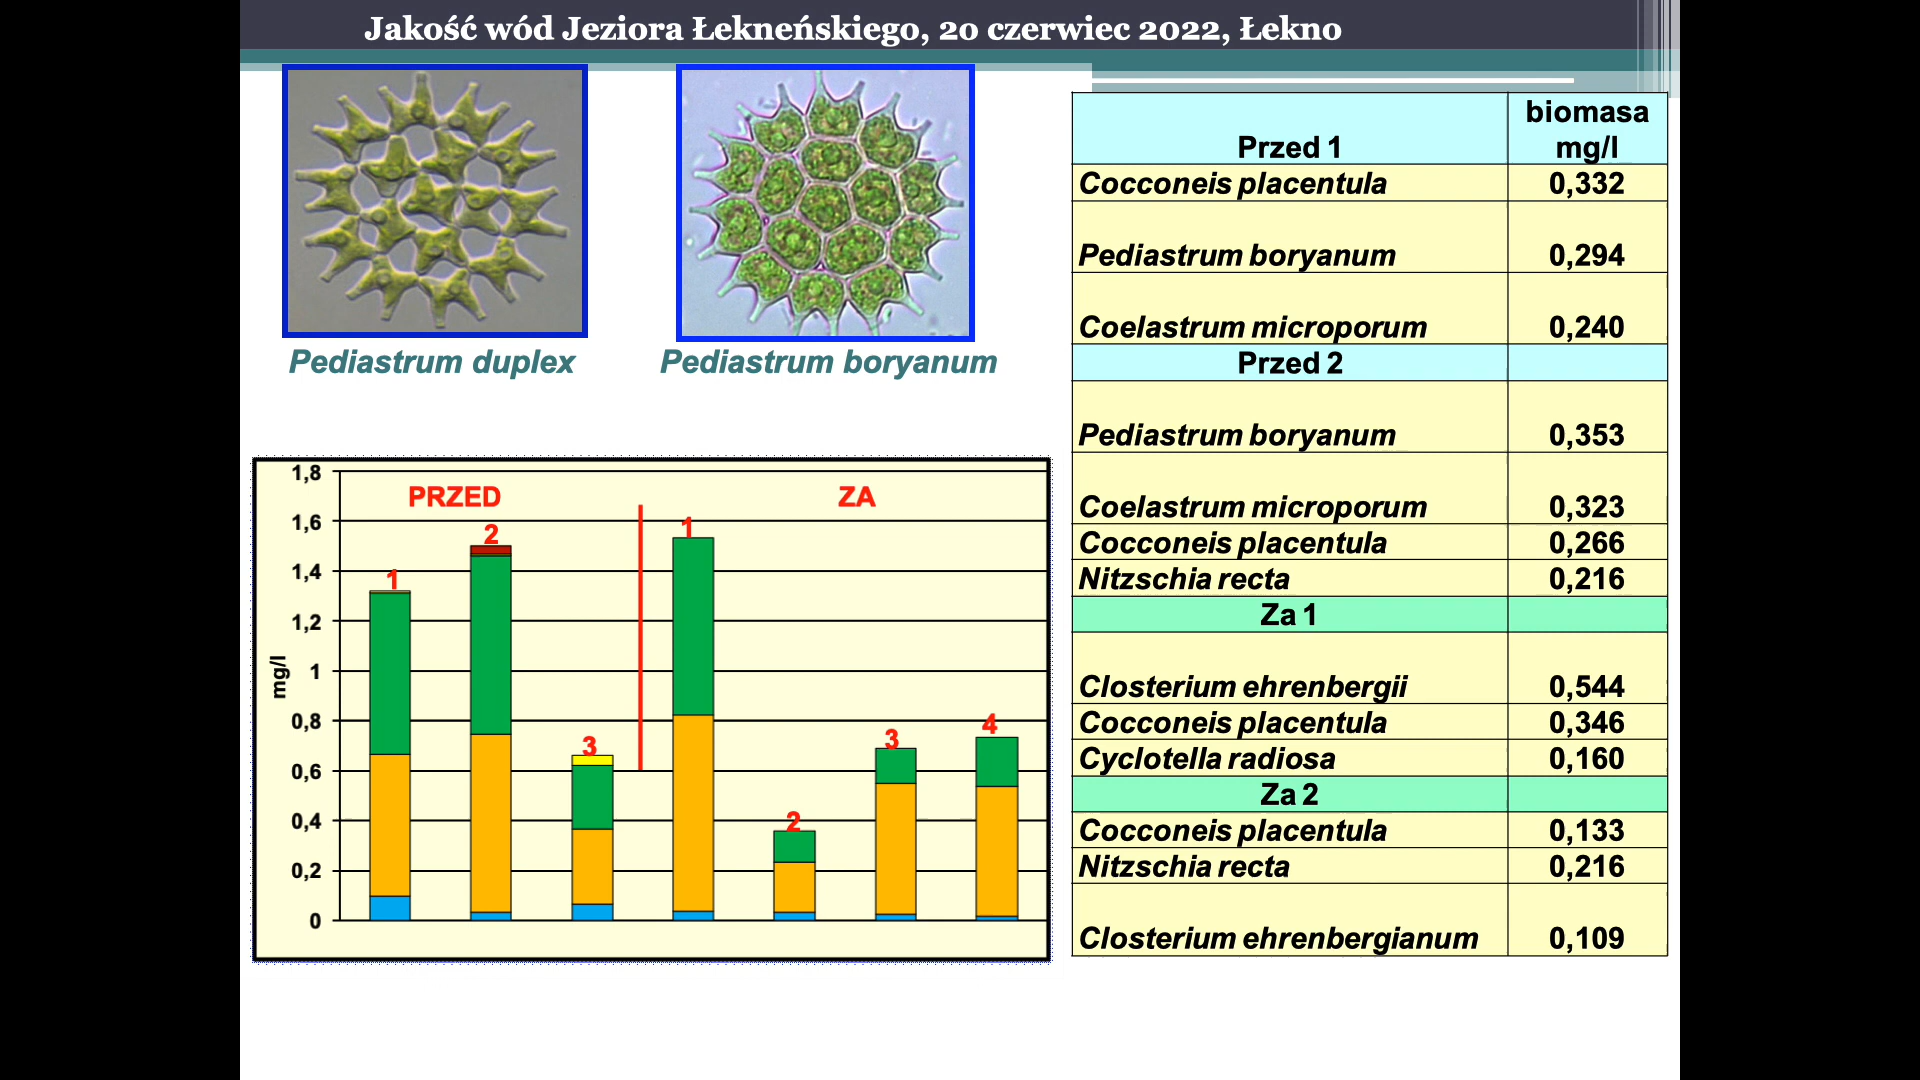 Jakość wód Jeziora Łekneńskiego, 20 czerwiec 2022, Łekno
Pediastrum duplex
Pediastrum boryanum
1,8
1,6
1,4
1,2
1
0,8
0,6
0,4
0,2
0
mg/l
PRZED
ZA
1
2
3
1
2
3
4
Przed 1 biomasa mg/l
Cocconeis placentula 0,332
Pediastrum boryanum 0,294
Coelastrum microporum 0,240
Przed 2
Pediastrum boryanum 0,353
Coelastrum microporum 0,323
Cocconeis placentula 0,266
Nitzschia recta 0,216
Za 1
Closterium ehrenbergii 0,544
Cocconeis placentula 0,346
Cyclotella radiosa 0,160
Za 2
Cocconeis placentula 0,133
Nitzschia recta 0,216
Closterium ehrenbergianum 0,109